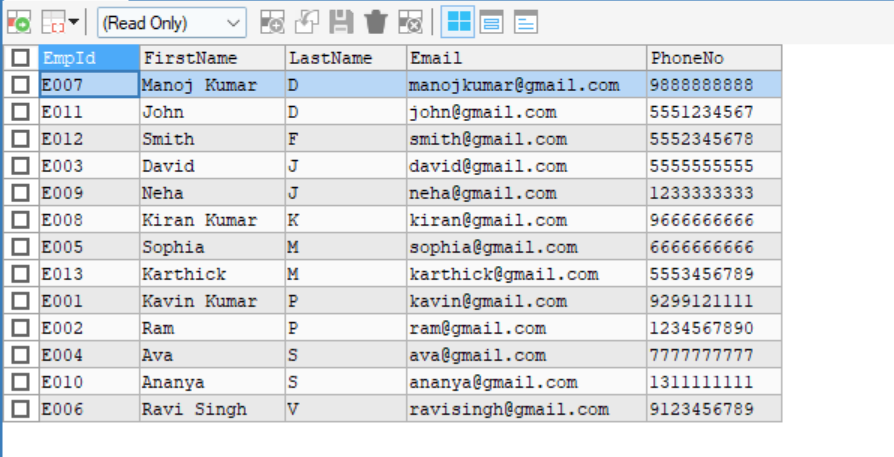 (Read Only)
EmpId FirstName LastName Email PhoneNo
E007 Manoj Kumar D manojkumar@gmail.com 9888888888
E011 John D john@gmail.com 5551234567
E012 Smith F smith@gmail.com 5552345678
E003 David J david@gmail.com 5555555555
E009 Neha J neha@gmail.com 1233333333
E008 Kiran Kumar K kiran@gmail.com 9666666666
E005 Sophia M sophia@gmail.com 6666666666
E013 Karthick M karthick@gmail.com 5553456789
E001 Kavin Kumar P kavin@gmail.com 9299121111
E002 Ram P ram@gmail.com 1234567890
E004 Ava S ava@gmail.com 7777777777
E010 Ananya S ananya@gmail.com 1311111111
E006 Ravi Singh V ravisingh@gmail.com 9123456789